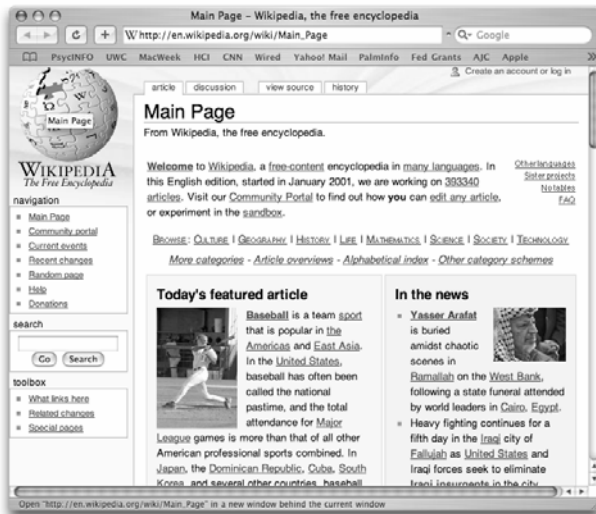 Main Page – Wikipedia, the free encyclopedia
W http://en.wikipedia.org/wiki/Main_Page
Google
PsycINFO UWC MacWeek HCI CNN Wired Yahoo! Mail PalmInfo Fed Grants AJC Apple
Create an account or log in
article discussion view source history
Main Page
Main Page
From Wikipedia, the free encyclopedia.
WIKIPEDIA
The Free Encyclopedia
navigation
Main Page
Community portal
Current events
Recent changes
Random page
Help
Donations
search
Go Search
toolbox
What links here
Related changes
Special pages
Welcome to Wikipedia, a free-content encyclopedia in many languages. In
this English edition, started in January 2001, we are working on 393340
articles. Visit our Community Portal to find out how you can edit any article,
or experiment in the sandbox.
Other languages
Sister projects
Notables
FAQ
BROWSE: CULTURE | GEOGRAPHY | HISTORY | LIFE | MATHEMATICS | SCIENCE | SOCIETY | TECHNOLOGY
More categories - Article overviews - Alphabetical index - Other category schemes
Today's featured article
Baseball is a team sport
that is popular in the
Americas and East Asia.
In the United States,
baseball has often been
called the national
pastime, and the total
attendance for Major
League games is more than that of all other
American professional sports combined. In
Japan, the Dominican Republic, Cuba, South
Korea, and several other countries, baseball
In the news
Yasser Arafat
is buried
amidst chaotic
scenes in
Ramallah on the West Bank,
following a state funeral attended
by world leaders in Cairo, Egypt.
Heavy fighting continues for a
fifth day in the Iraqi city of
Fallujah as United States and
Iraqi forces seek to eliminate
Iraqi insurgents in the city
Open "http://en.wikipedia.org/wiki/Main_Page" in a new window behind the current window